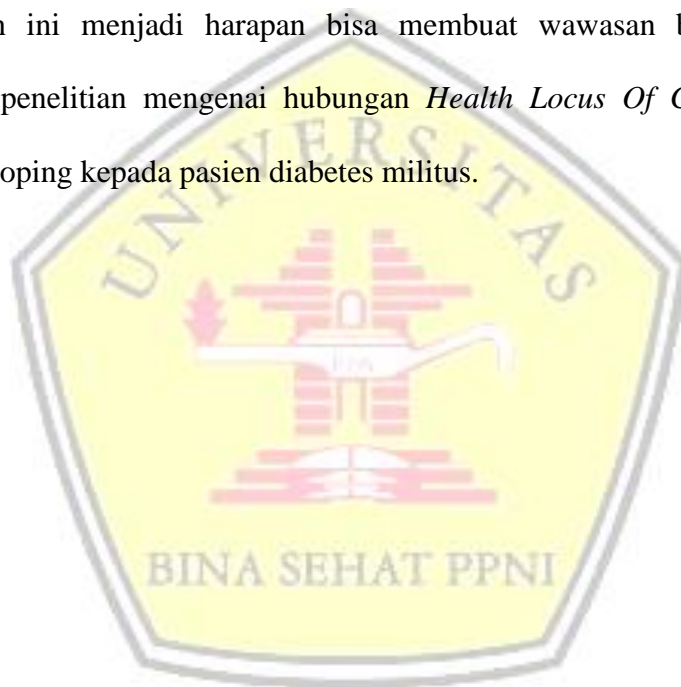 ini menjadi harapan bisa membuat wawasan
penelitian mengenai hubungan Health Locus Of
oping kepada pasien diabetes militus.
UNIVERSITAS
PPNI
BINA SEHAT PPNI